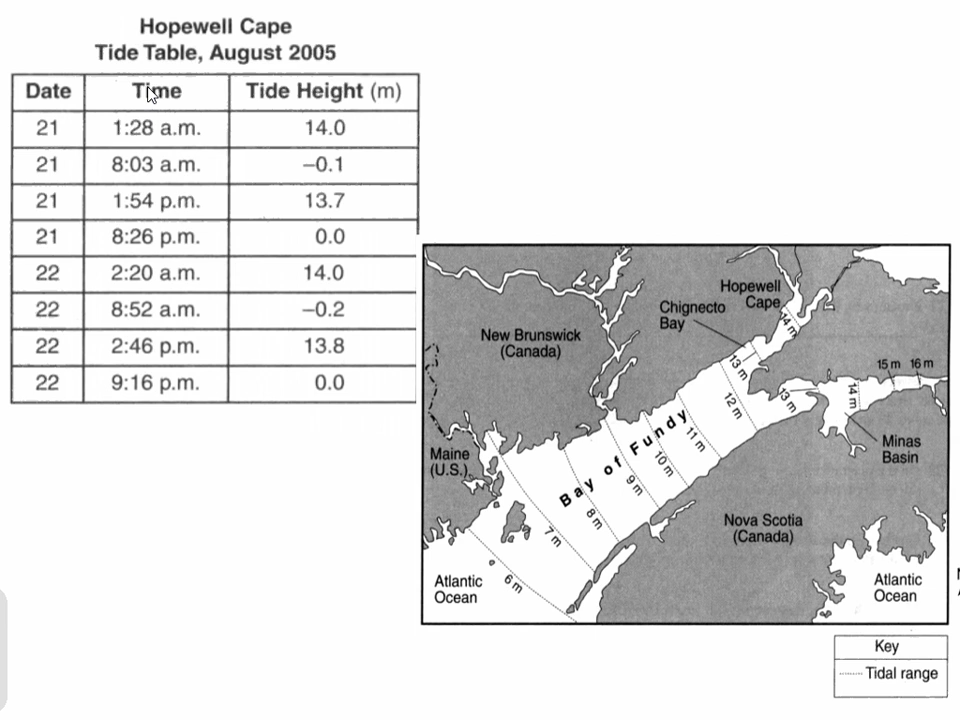 Hopewell Cape
Tide Table, August 2005
Date Time Tide Height (m)
21 1:28 a.m. 14.0
21 8:03 a.m. –0.1
21 1:54 p.m. 13.7
21 8:26 p.m. 0.0
22 2:20 a.m. 14.0
22 8:52 a.m. –0.2
22 2:46 p.m. 13.8
22 9:16 p.m. 0.0
Hopewell
Cape
Chignecto
Bay
14 m
New Brunswick
(Canada)
13 m
15 m 16 m
12 m
13 m
14 m
Minas
Basin
Maine
(U.S.)
Bay of Fundy
11 m
10 m
9 m
8 m
7 m
6 m
Nova Scotia
(Canada)
Atlantic
Ocean
Atlantic
Ocean
Key
Tidal range